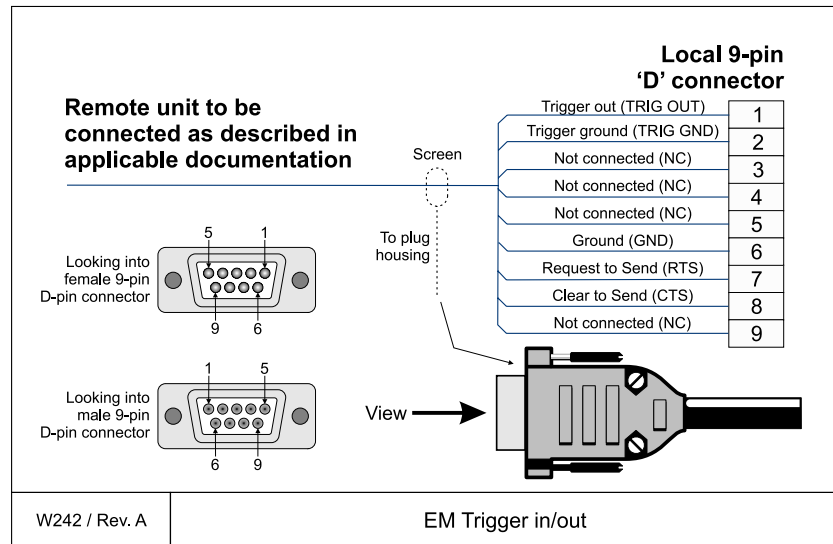 Local 9-pin
‘D’ connector
Remote unit to be
connected as described in
applicable documentation
Screen
To plug
housing
Trigger out (TRIG OUT)
1
Trigger ground (TRIG GND)
2
Not connected (NC)
3
Not connected (NC)
4
Not connected (NC)
5
Ground (GND)
6
Request to Send (RTS)
7
Clear to Send (CTS)
8
Not connected (NC)
9
5 1
Looking into
female 9-pin
D-pin connector
9 6
1 5
Looking into
male 9-pin
D-pin connector
6 9
View
W242 / Rev. A
EM Trigger in/out